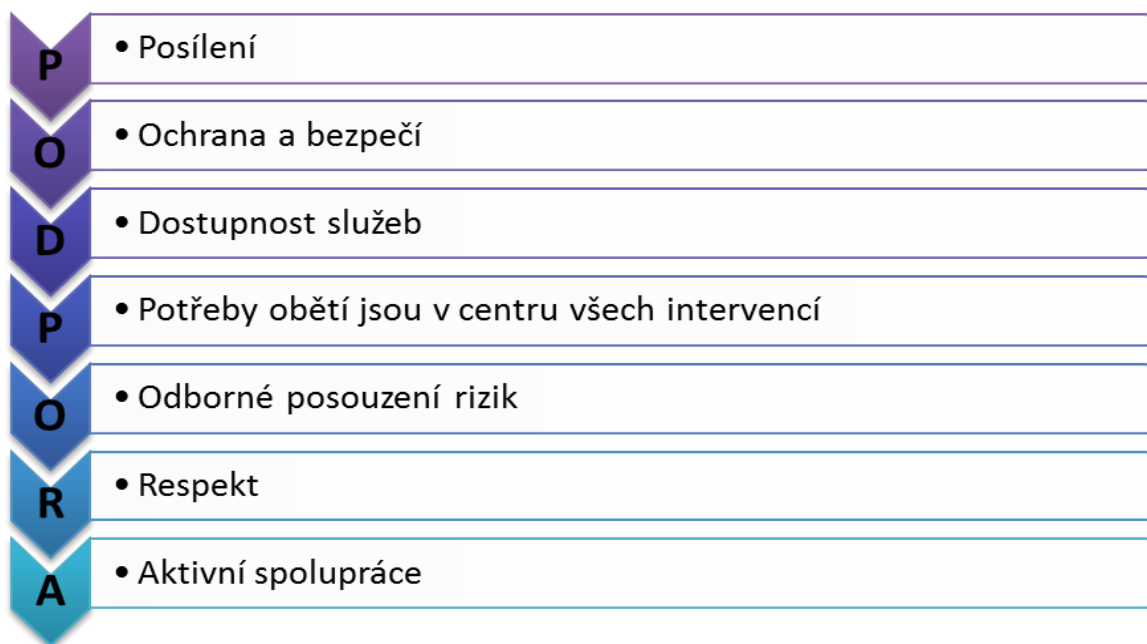 P
• Posílení
O
• Ochrana a bezpečí
D
• Dostupnost služeb
P
• Potřeby obětí jsou v centru všech intervencí
O
• Odborné posouzení rizik
R
• Respekt
A
• Aktivní spolupráce